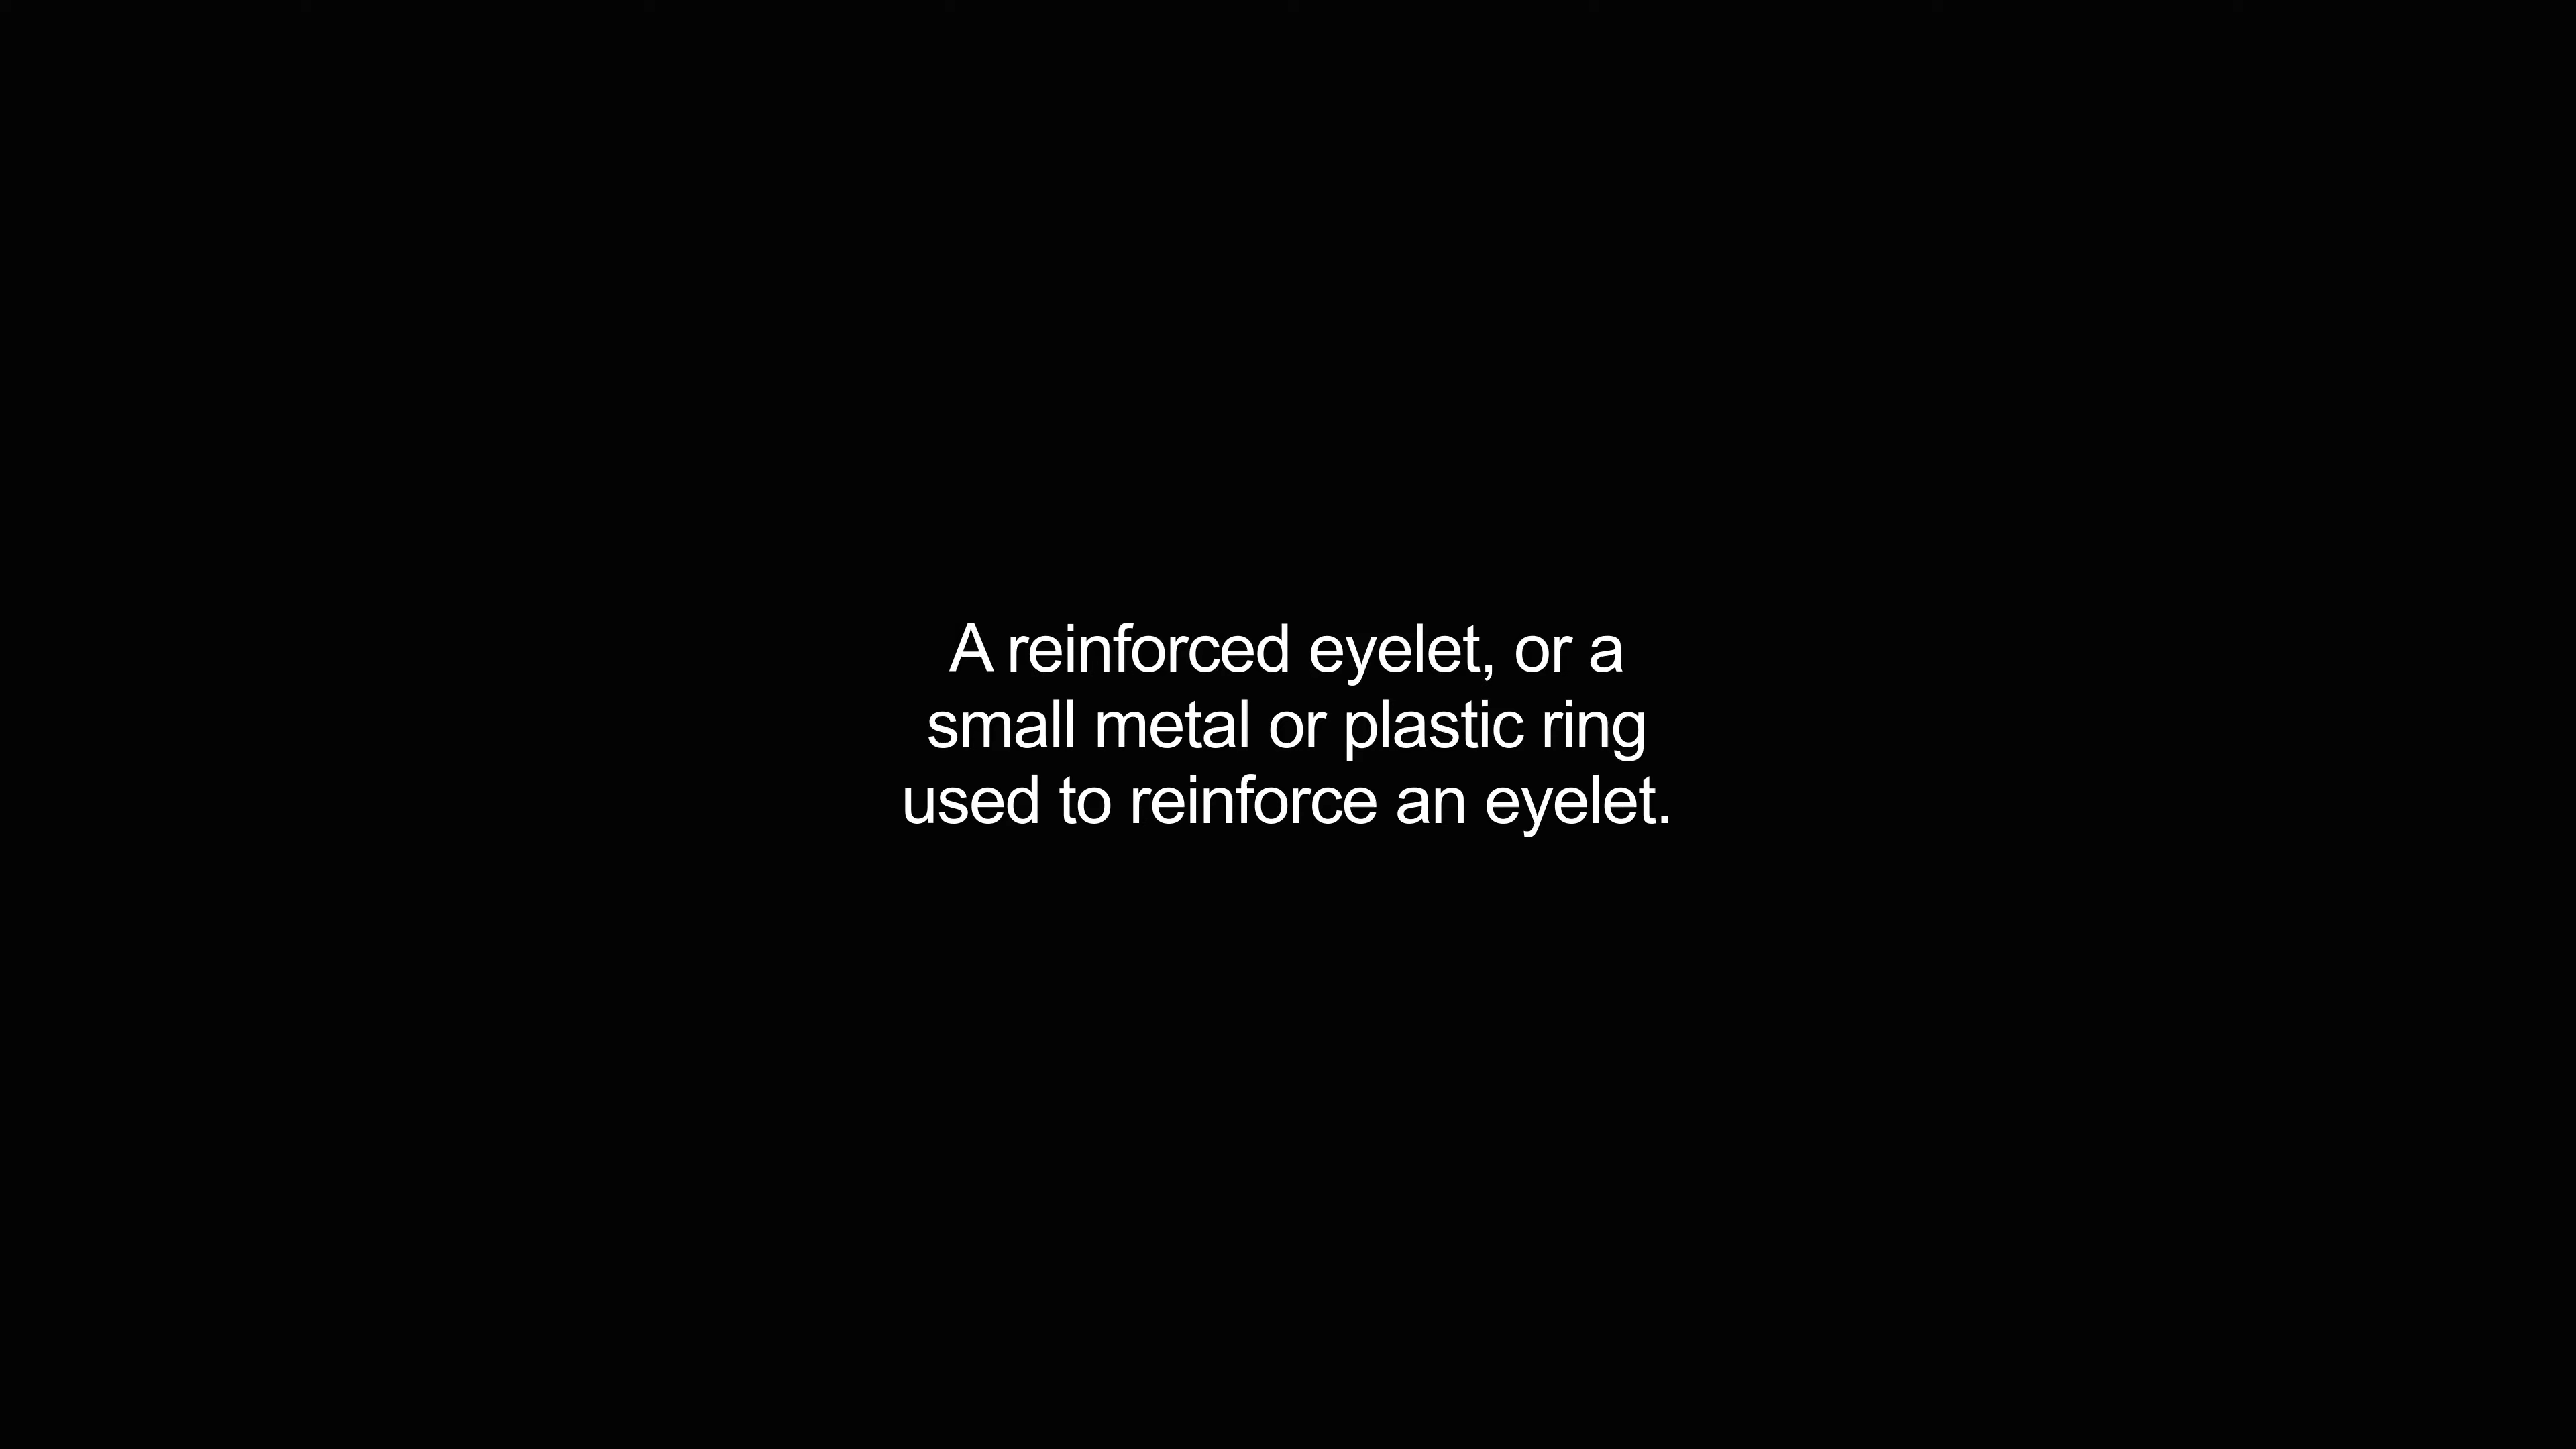 A reinforced eyelet, or a
small metal or plastic ring
used to reinforce an eyelet.